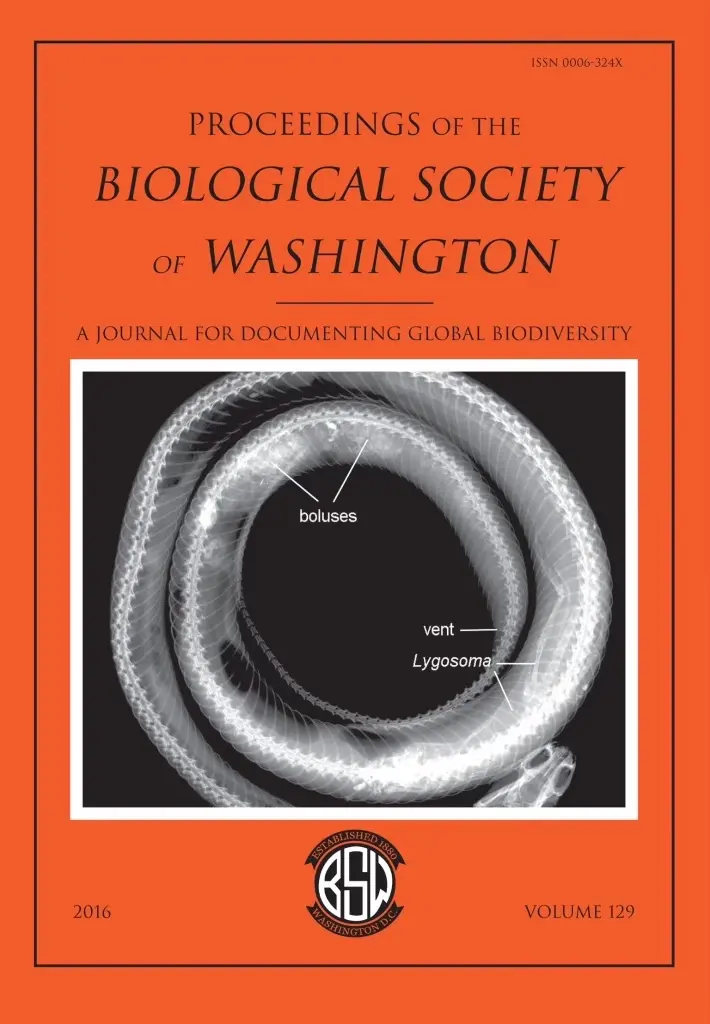 ISSN 0006-324X
PROCEEDINGS OF THE
BIOLOGICAL SOCIETY
OF WASHINGTON
A JOURNAL FOR DOCUMENTING GLOBAL BIODIVERSITY
boluses
vent
Lygosoma
ESTABLISHED 1880
BSW
WASHINGTON D.C.
2016
VOLUME 129